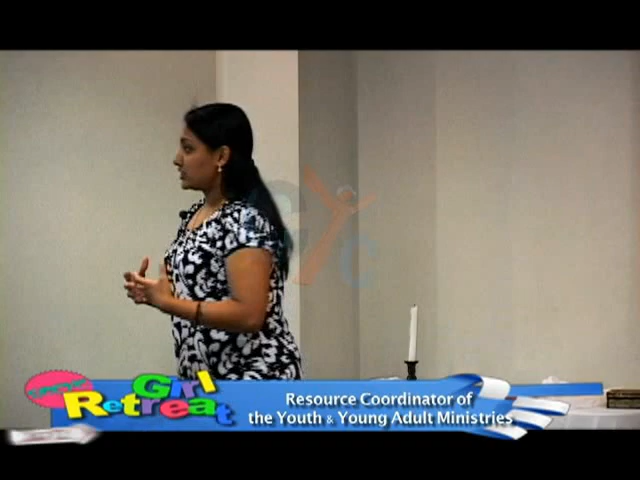 Girl
Retreat
Resource Coordinator of
the Youth & Young Adult Ministries